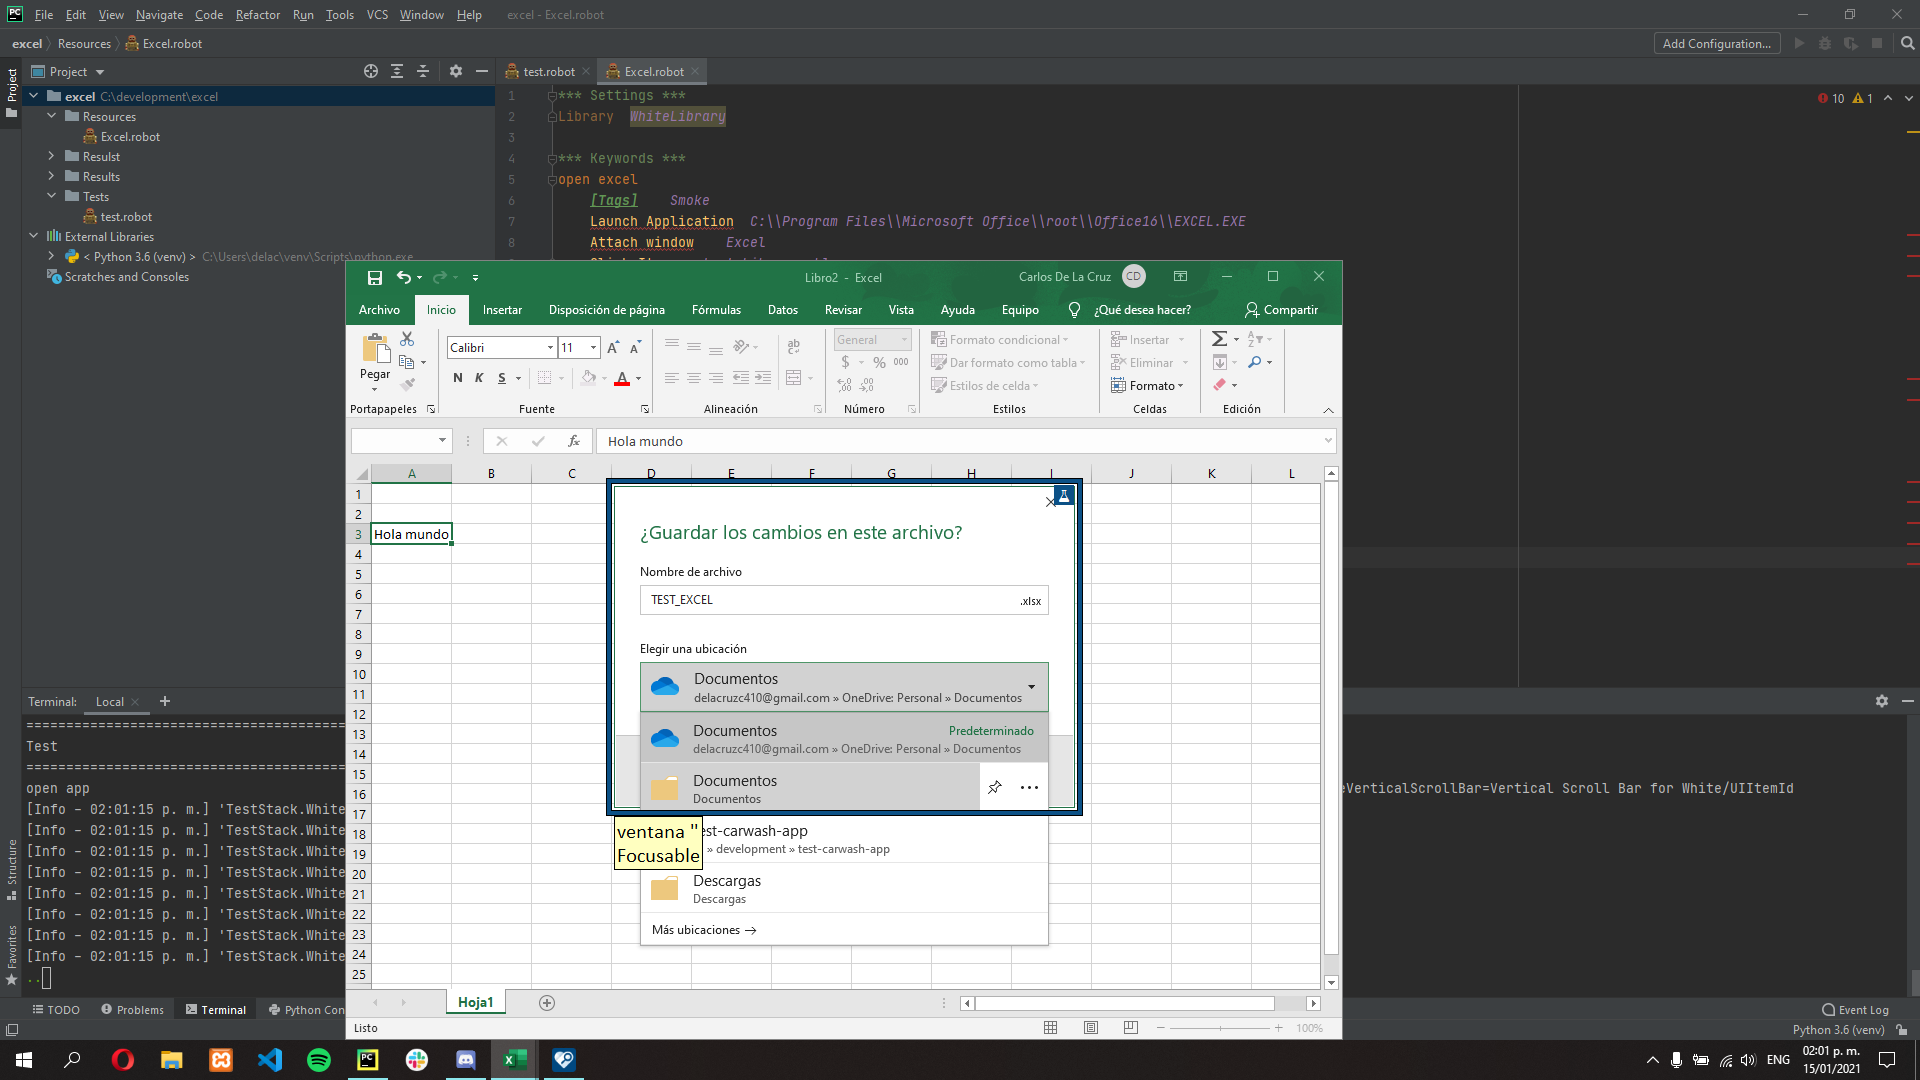 File Edit View Navigate Code Refactor Run Tools VCS Window Help excel - Excel.robot
excel Resources Excel.robot
Add Configuration...
Project
test.robot
Excel.robot
excel C:\development\excel
Resources
Excel.robot
Resulst
Results
Tests
test.robot
External Libraries
< Python 3.6 (venv) > C:\Users\delac\venv\Scripts\python.exe
Scratches and Consoles
1 *** Settings ***
2 Library WhiteLibrary
3
4 *** Keywords ***
5 open excel
6 [Tags] Smoke
7 Launch Application C:\\Program Files\\Microsoft Office\\root\\Office16\\EXCEL.EXE
8 Attach window Excel
10 1
Project
Structure
Favorites
Libro2 - Excel
Carlos De La Cruz CD
Archivo Inicio Insertar Disposición de página Fórmulas Datos Revisar Vista Ayuda Equipo ¿Qué desea hacer? Compartir
Pegar
Portapapeles
Calibri 11
N K S
Fuente
Alineación
General
$ % 000
Número
Formato condicional
Dar formato como tabla
Estilos de celda
Estilos
Insertar
Eliminar
Formato
Celdas
Edición
fx Hola mundo
A B C D E F G H I J K L
1
2
3 Hola mundo
4
5
6
7
8
9
10
11
12
13
14
15
16
17
18
19
20
21
22
23
24
25
¿Guardar los cambios en este archivo?
Nombre de archivo
TEST_EXCEL .xlsx
Elegir una ubicación
Documentos
delacruzc410@gmail.com » OneDrive: Personal » Documentos
Documentos Predeterminado
delacruzc410@gmail.com » OneDrive: Personal » Documentos
Documentos
Documentos
ventana "
Focusable
est-carwash-app
» development » test-carwash-app
Descargas
Descargas
Más ubicaciones →
Hoja1
Listo
100%
Terminal: Local
==========================================
Test
==========================================
open app
[Info - 02:01:15 p. m.] 'TestStack.White
[Info - 02:01:15 p. m.] 'TestStack.White
[Info - 02:01:15 p. m.] 'TestStack.White
[Info - 02:01:15 p. m.] 'TestStack.White
[Info - 02:01:15 p. m.] 'TestStack.White
[Info - 02:01:15 p. m.] 'TestStack.White
[Info - 02:01:15 p. m.] 'TestStack.White
[Info - 02:01:15 p. m.] 'TestStack.White
..
eVerticalScrollBar=Vertical Scroll Bar for White/UIItemId
TODO Problems Terminal Python Con
Event Log
Python 3.6 (venv)
ENG
02:01 p. m.
15/01/2021